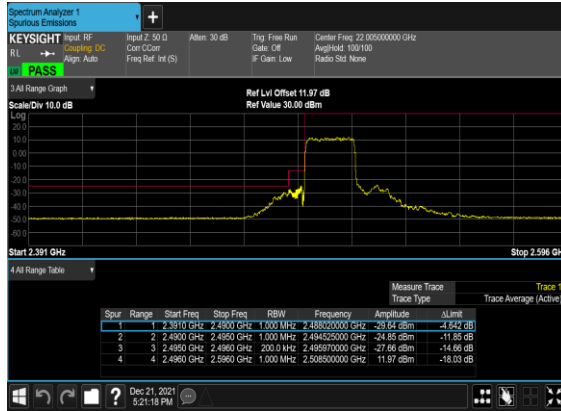 Spectrum Analyzer 1
Spurious Emissions
KEYSIGHT
RL
Input: RF
Coupling: DC
Align: Auto
Input Z: 50 Ω
Corr CCorr
Freq Ref: Int (S)
Atten: 30 dB
Trig: Free Run
Gate: Off
IF Gain: Low
Center Freq: 22.005000000 GHz
Avg|Hold: 100/100
Radio Std: None
PASS
3 All Range Graph
Scale/Div 10.0 dB
Ref Lvl Offset 11.97 dB
Ref Value 30.00 dBm
Log
20.0
10.0
0.00
-10.0
-20.0
-30.0
-40.0
-50.0
-60.0
Start 2.391 GHz
Stop 2.596 GH
4 All Range Table
Measure Trace Trace 1
Trace Type Trace Average (Active)
Spur Range Start Freq Stop Freq RBW Frequency Amplitude ΔLimit
1 1 2.3910 GHz 2.4900 GHz 1.000 MHz 2.488020000 GHz -29.64 dBm -4.642 dB
2 2 2.4900 GHz 2.4950 GHz 1.000 MHz 2.494525000 GHz -24.85 dBm -11.85 dB
3 3 2.4950 GHz 2.4960 GHz 200.0 kHz 2.495970000 GHz -27.66 dBm -14.66 dB
4 4 2.4960 GHz 2.5960 GHz 1.000 MHz 2.508500000 GHz 11.97 dBm -18.03 dB
Dec 21, 2021
5:21:18 PM